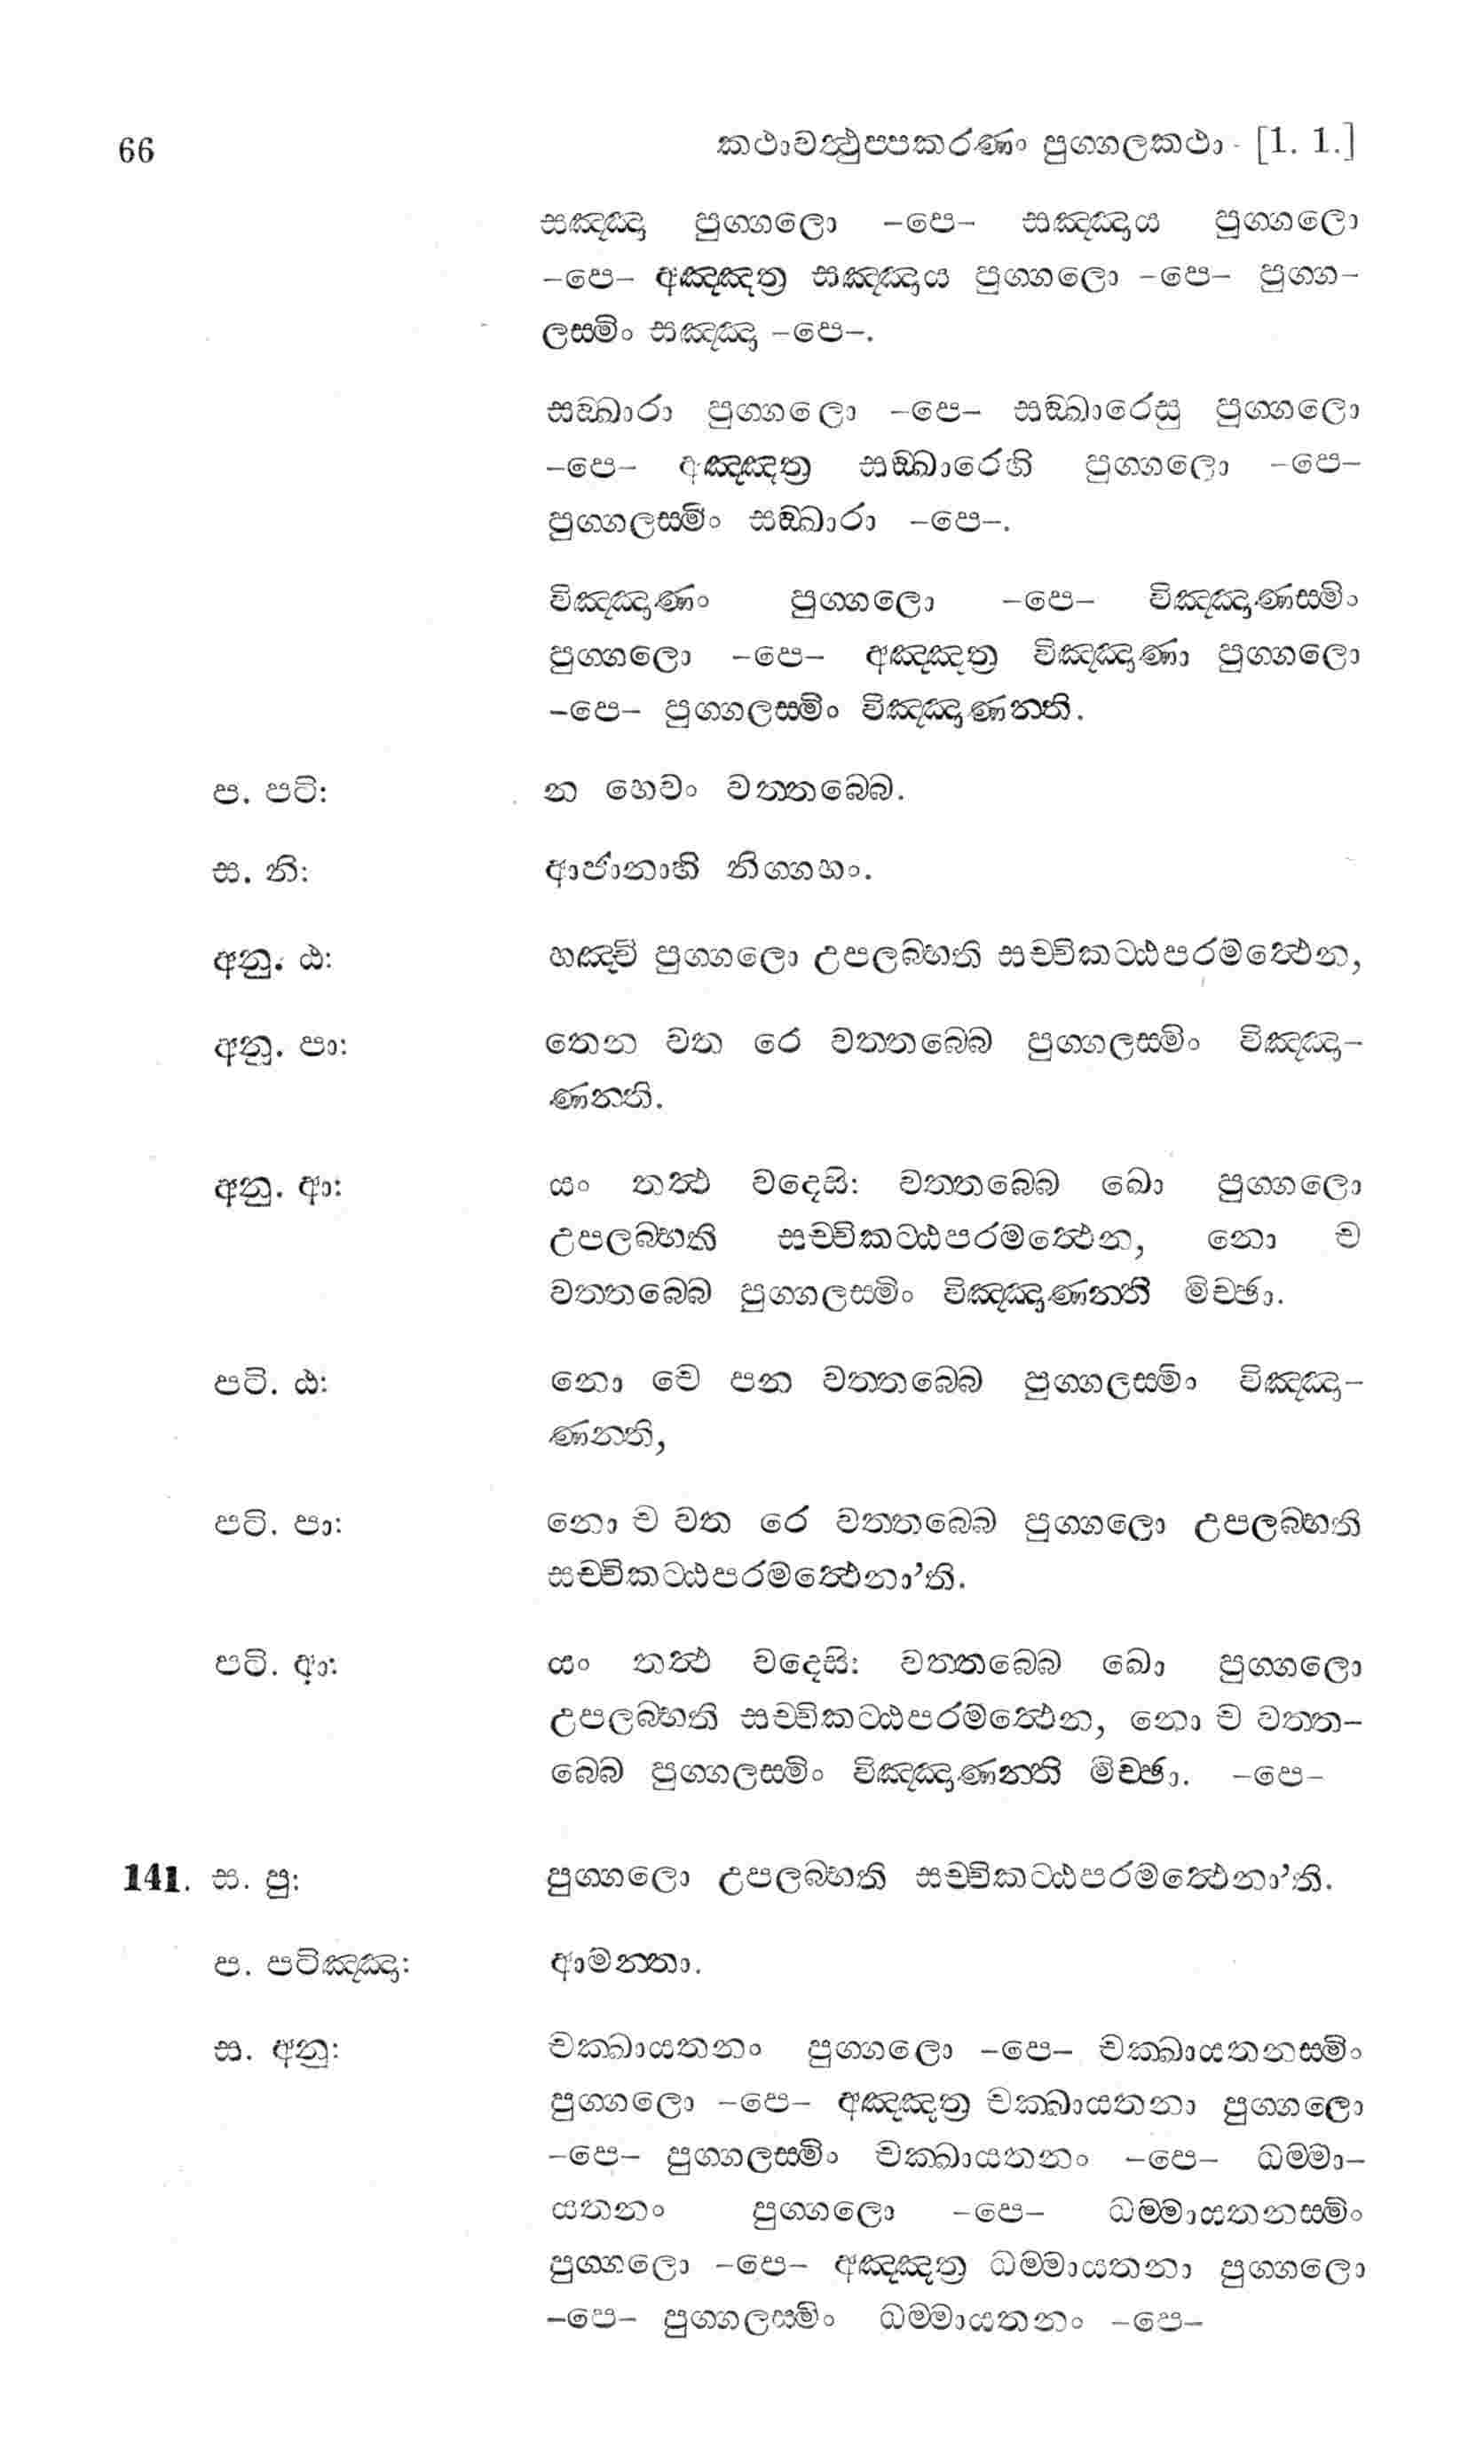 66 කථාවත්‍ථුප්පකරණං පුග්ගලකථා - [1. 1.]
සඤ්ඤා පුග්ගලො –පෙ– සඤ්ඤාය පුග්ගලො
–පෙ– අඤ්ඤත්‍ර සඤ්ඤාය පුග්ගලො –පෙ– පුග්ග–
ලස්මිං සඤ්ඤා –පෙ–.
සඞ්ඛාරා පුග්ගලො –පෙ– සඞ්ඛාරෙසු පුග්ගලො
–පෙ– අඤ්ඤත්‍ර සඞ්ඛාරෙහි පුග්ගලො –පෙ–
පුග්ගලස්මිං සඞ්ඛාරා –පෙ–.
විඤ්ඤාණං පුග්ගලො –පෙ– විඤ්ඤාණස්මිං
පුග්ගලො –පෙ– අඤ්ඤත්‍ර විඤ්ඤාණා පුග්ගලො
–පෙ– පුග්ගලස්මිං විඤ්ඤාණන්ති.
ප. පටි: න හෙවං වත්තබ්බෙ.
ස. නි: ආජානාහි නිග්ගහං.
අනු. ඨ: හඤ්චි පුග්ගලො උපලබ්භති සච්චිකට්ඨපරමත්‍ථෙන,
අනු. පා: තෙන වත රෙ වත්තබ්බෙ පුග්ගලස්මිං විඤ්ඤා–
ණන්ති.
අනු. ආ: යං තත්‍ථ වදෙසි: වත්තබ්බෙ ඛො පුග්ගලො
උපලබ්භති සච්චිකට්ඨපරමත්‍ථෙන, නො ච
වත්තබ්බෙ පුග්ගලස්මිං විඤ්ඤාණන්ති මිච්ඡා.
පටි. ඨ: නො චෙ පන වත්තබ්බෙ පුග්ගලස්මිං විඤ්ඤා–
ණන්ති,
පටි. පා: නො ච වත රෙ වත්තබ්බෙ පුග්ගලො උපලබ්භති
සච්චිකට්ඨපරමත්‍ථෙනා’ති.
පටි. ආ: යං තත්‍ථ වදෙසි: වත්තබ්බෙ ඛො පුග්ගලො
උපලබ්භති සච්චිකට්ඨපරමත්‍ථෙන, නො ච වත්ත–
බ්බෙ පුග්ගලස්මිං විඤ්ඤාණන්ති මිච්ඡා. –පෙ–
141. ස. පු: පුග්ගලො උපලබ්භති සච්චිකට්ඨපරමත්‍ථෙනා’ති.
ප. පටිඤ්ඤා: ආමන්තා.
ස. අනු: චක්ඛායතනං පුග්ගලො –පෙ– චක්ඛායතනස්මිං
පුග්ගලො –පෙ– අඤ්ඤත්‍ර චක්ඛායතනා පුග්ගලො
–පෙ– පුග්ගලස්මිං චක්ඛායතනං –පෙ– ධම්මා–
යතනං පුග්ගලො –පෙ– ධම්මායතනස්මිං
පුග්ගලො –පෙ– අඤ්ඤත්‍ර ධම්මායතනා පුග්ගලො
–පෙ– පුග්ගලස්මිං ධම්මායතනං –පෙ–